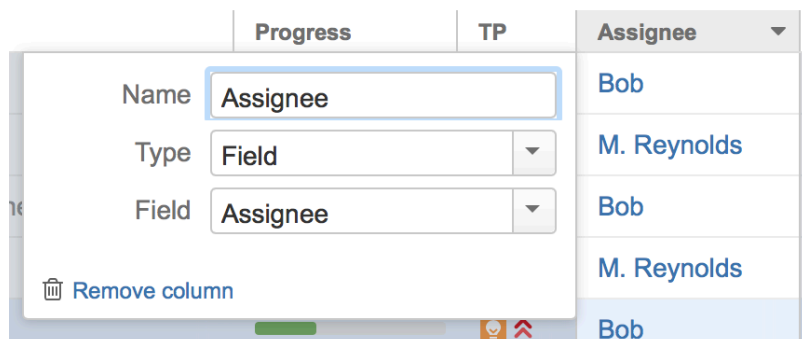 Progress TP Assignee
Name Assignee
Type Field
Field Assignee
Remove column
Bob
M. Reynolds
Bob
M. Reynolds
Bob